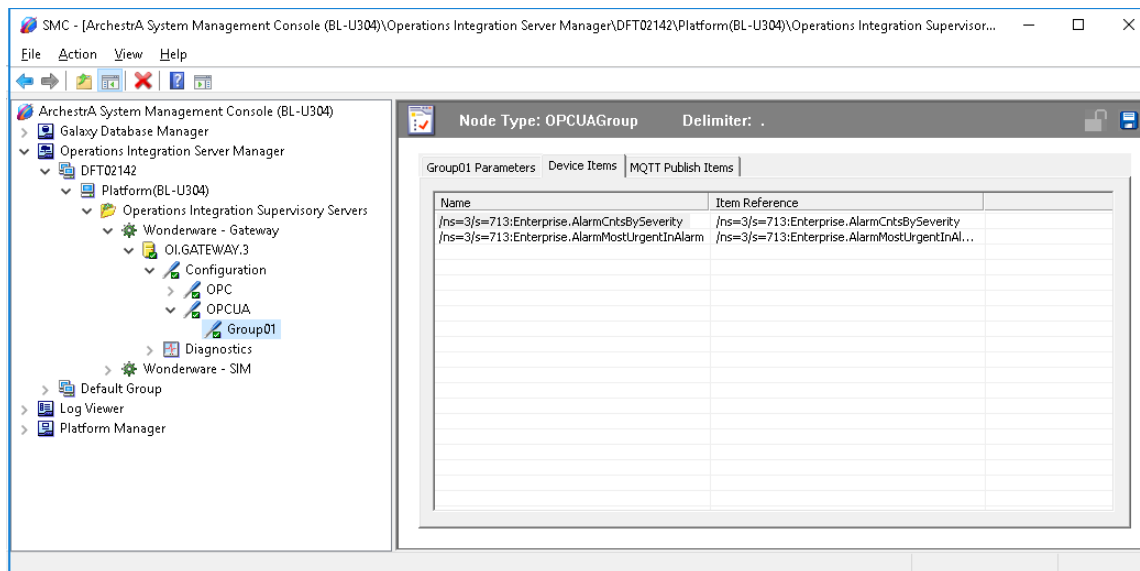 SMC - [ArchestrA System Management Console (BL-U304)\Operations Integration Server Manager\DFT02142\Platform(BL-U304)\Operations Integration Supervisor...
File Action View Help
ArchestrA System Management Console (BL-U304)
Galaxy Database Manager
Operations Integration Server Manager
DFT02142
Platform(BL-U304)
Operations Integration Supervisory Servers
Wonderware - Gateway
OI.GATEWAY.3
Configuration
OPC
OPCUA
Group01
Diagnostics
Wonderware - SIM
Default Group
Log Viewer
Platform Manager
Node Type: OPCUAGroup Delimiter: .
Group01 Parameters Device Items MQTT Publish Items
Name Item Reference
/ns=3/s=713:Enterprise.AlarmCntsBySeverity /ns=3/s=713:Enterprise.AlarmCntsBySeverity
/ns=3/s=713:Enterprise.AlarmMostUrgentInAlarm /ns=3/s=713:Enterprise.AlarmMostUrgentInAl...